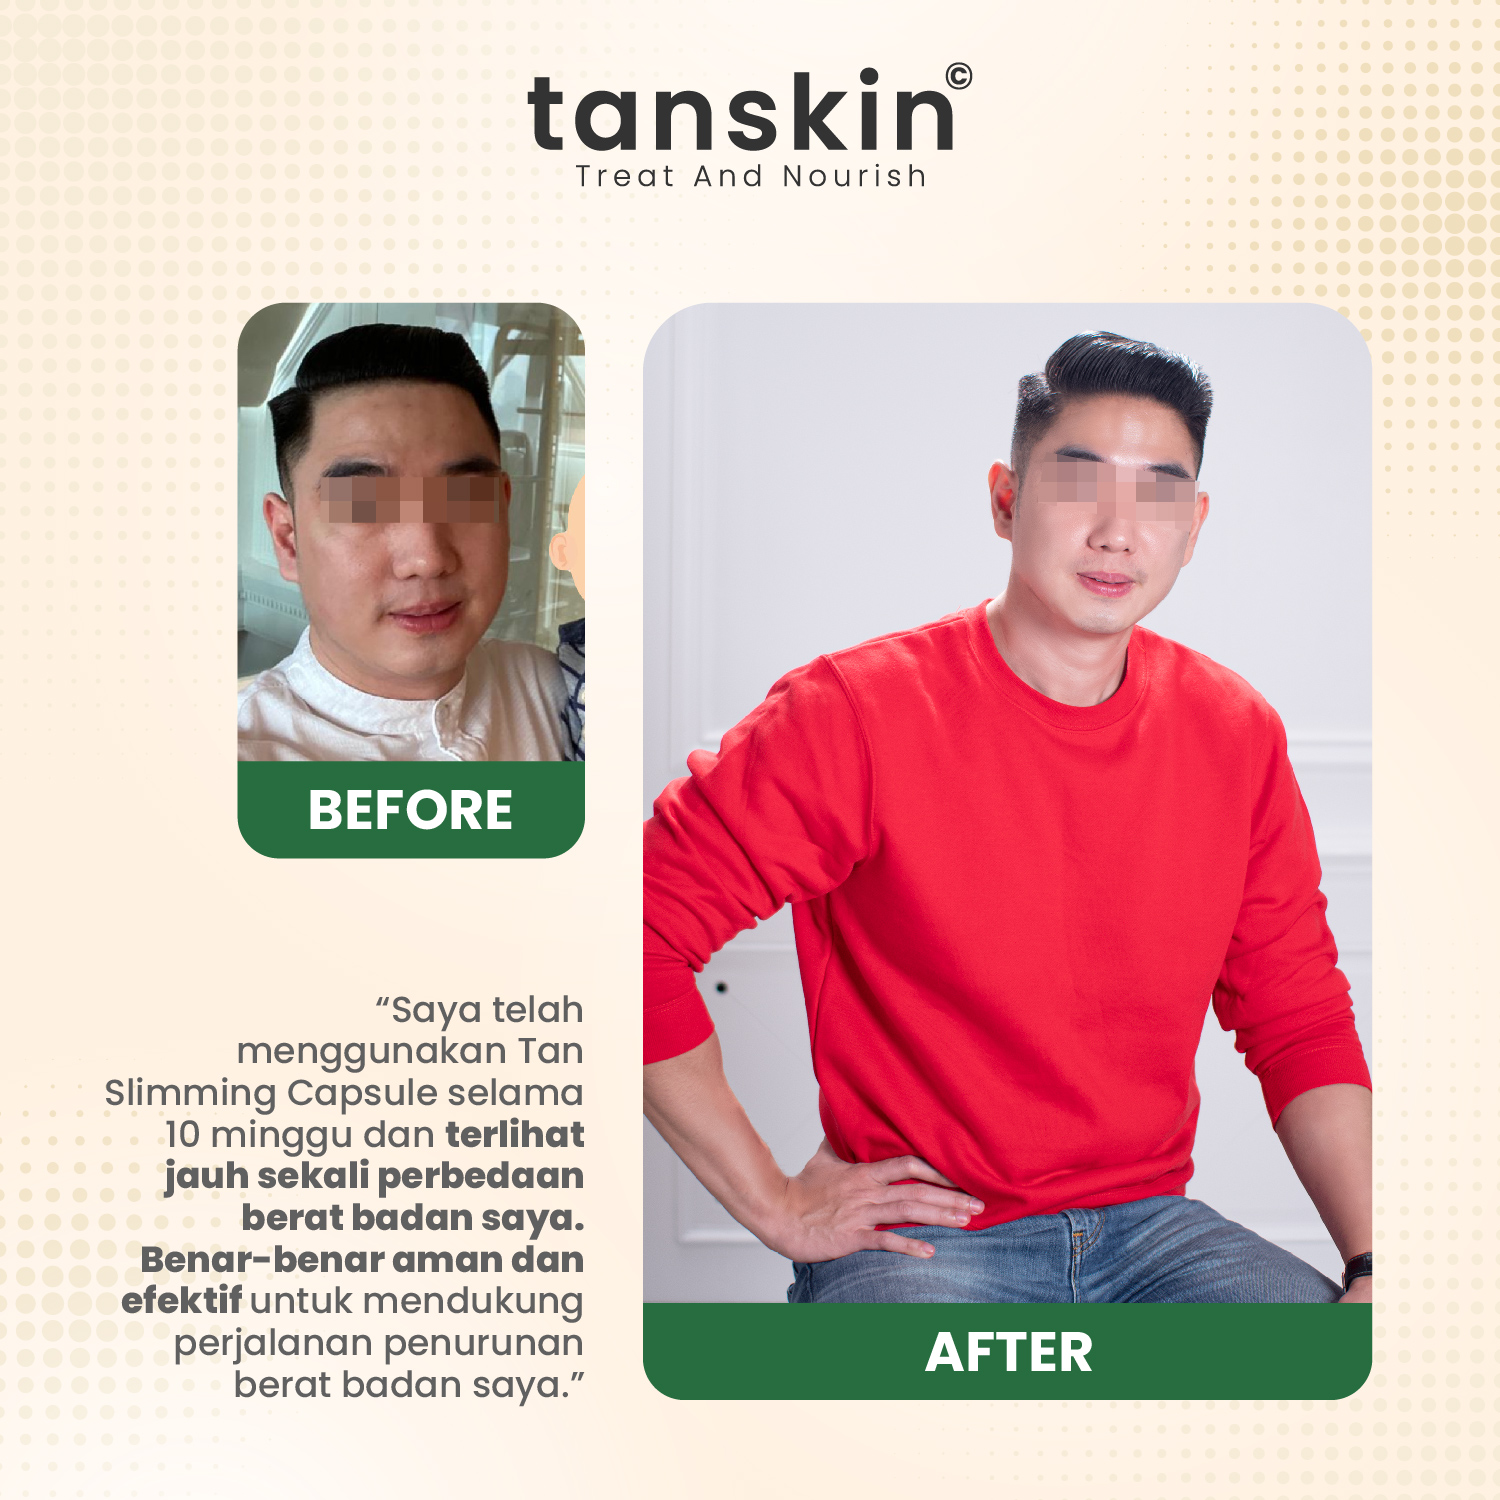 tanskin©
Treat And Nourish
BEFORE
“Saya telah
menggunakan Tan
Slimming Capsule selama
10 minggu dan terlihat
jauh sekali perbedaan
berat badan saya.
Benar-benar aman dan
efektif untuk mendukung
perjalanan penurunan
berat badan saya.”
AFTER